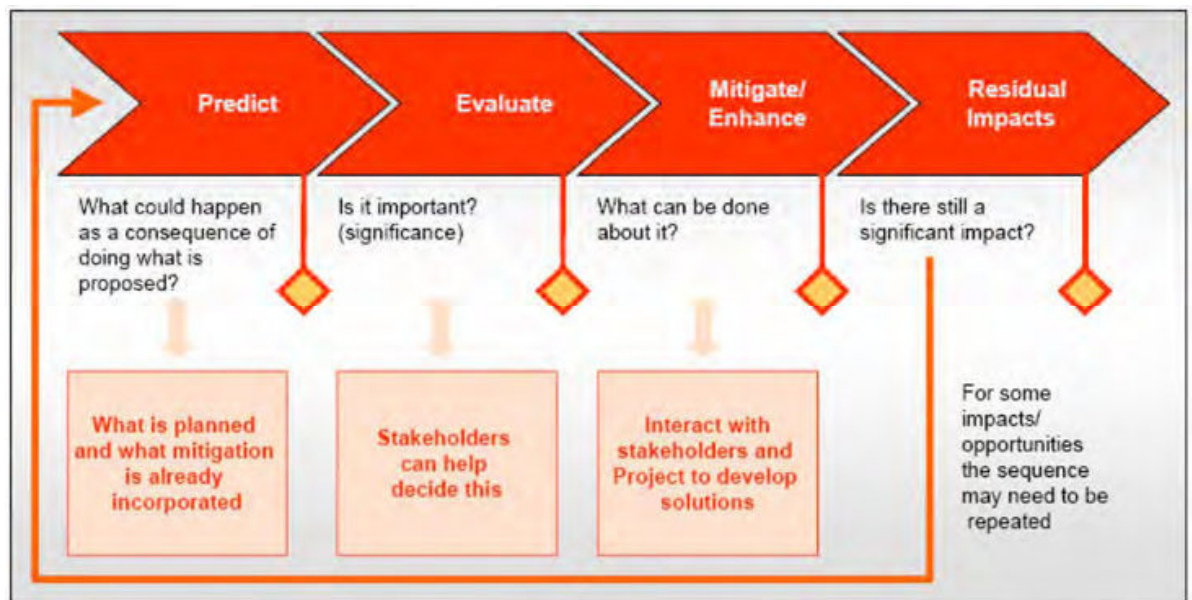 Predict
Evaluate
Mitigate/
Enhance
Residual
Impacts
What could happen
as a consequence of
doing what is
proposed?
Is it important?
(significance)
What can be done
about it?
Is there still a
significant impact?
What is planned
and what mitigation
is already
incorporated
Stakeholders
can help
decide this
Interact with
stakeholders and
Project to develop
solutions
For some
impacts/
opportunities
the sequence
may need to be
repeated